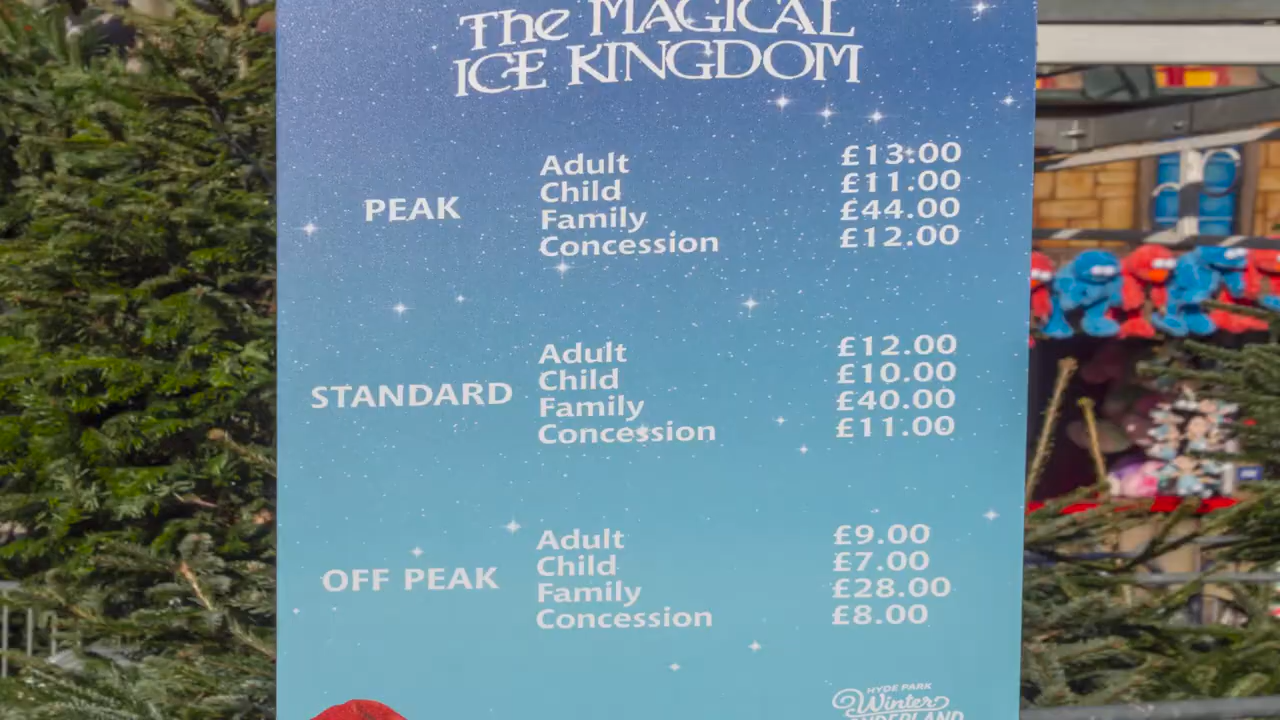 The MAGICAL
ICE KINGDOM
PEAK
Adult £13.00
Child £11.00
Family £44.00
Concession £12.00
STANDARD
Adult £12.00
Child £10.00
Family £40.00
Concession £11.00
OFF PEAK
Adult £9.00
Child £7.00
Family £28.00
Concession £8.00
HYDE PARK
Winter